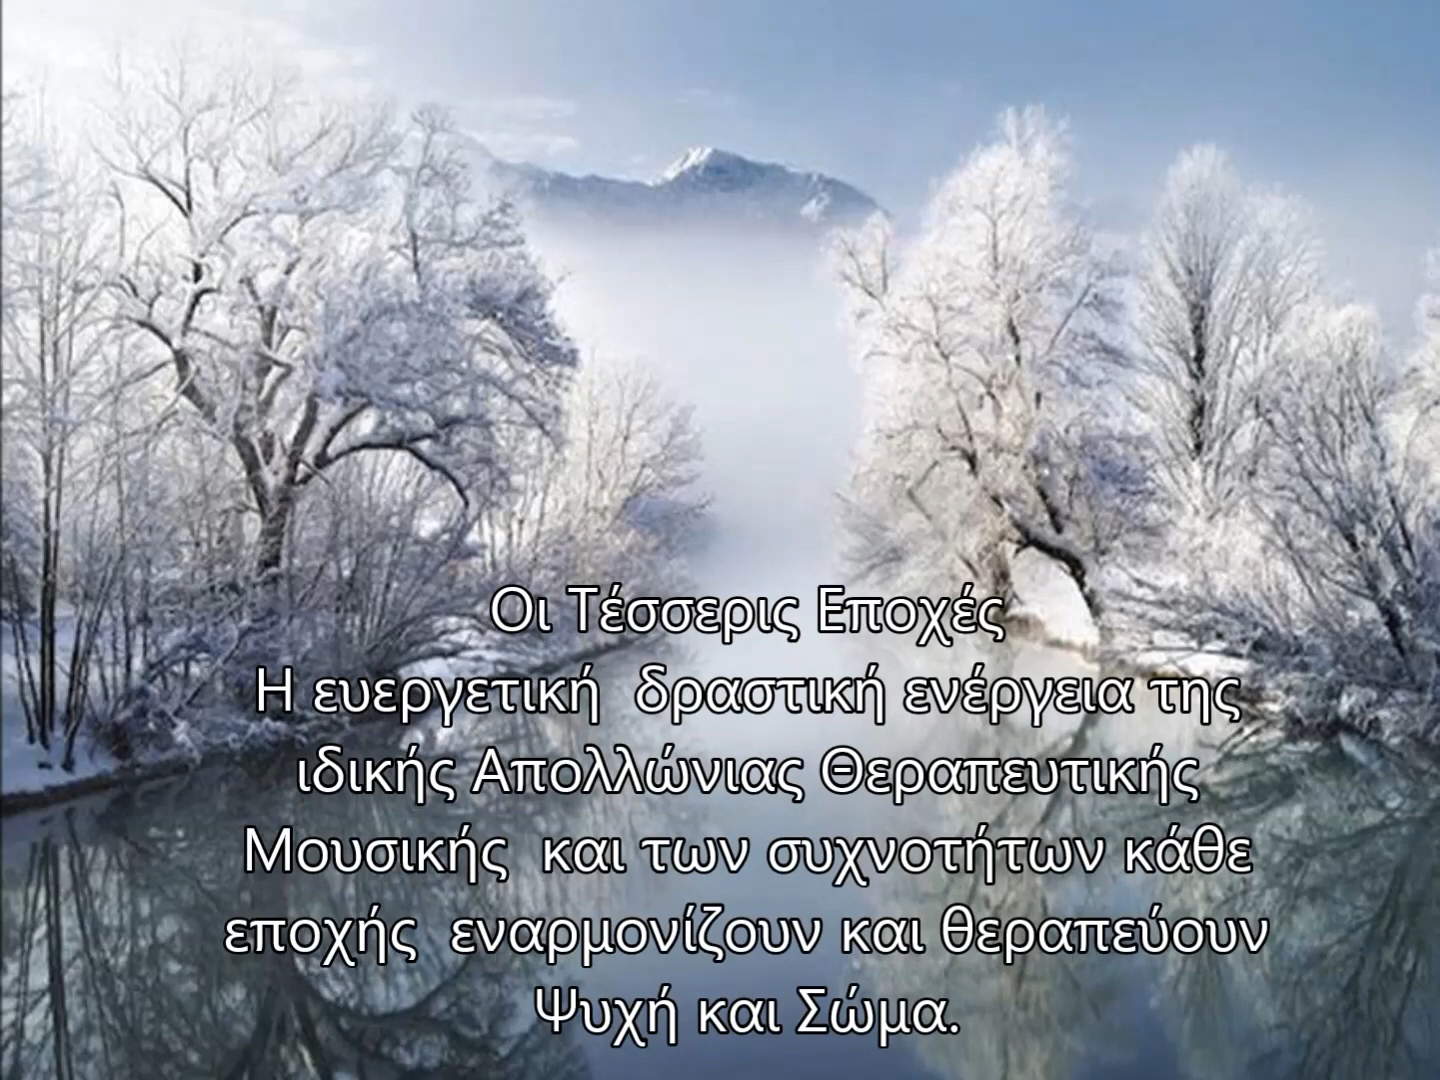 Οι Τέσσερις Εποχές
Η ευεργετική δραστική ενέργεια της
ιδικής Απολλώνιας Θεραπευτικής
Μουσικής και των συχνοτήτων κάθε
εποχής εναρμονίζουν και θεραπεύουν
Ψυχή και Σώμα.